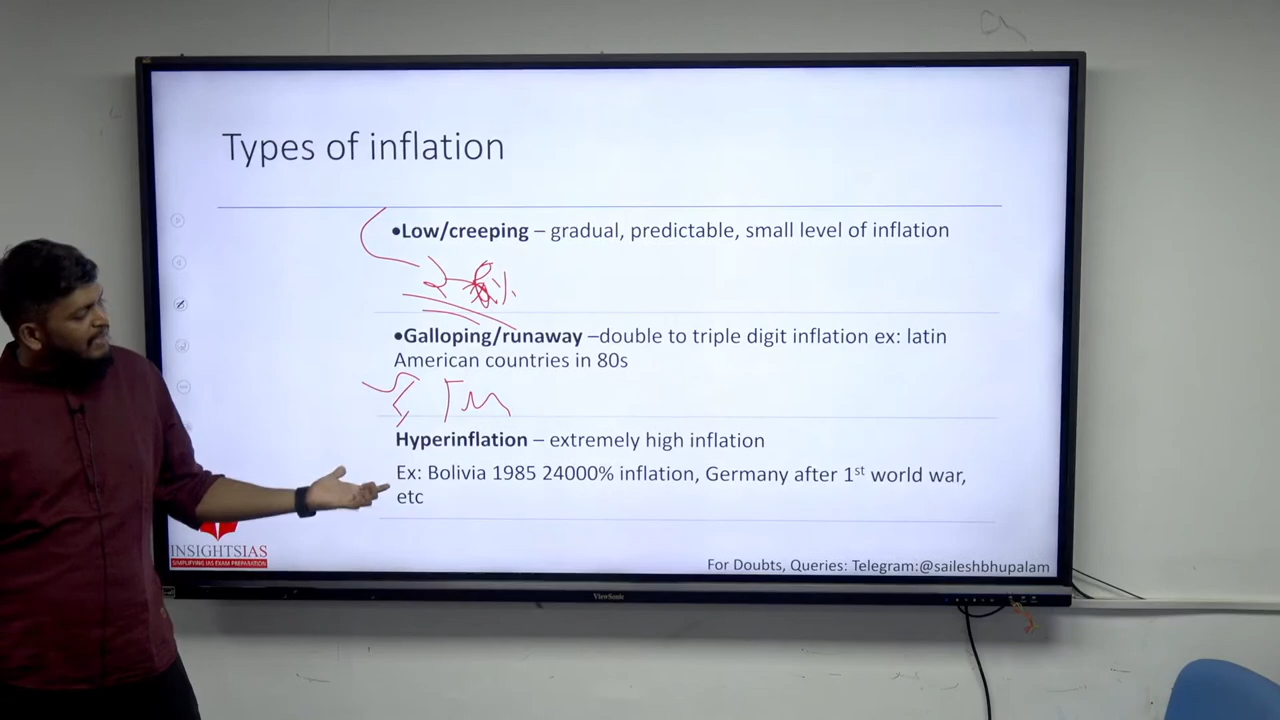 Types of inflation
•Low/creeping – gradual, predictable, small level of inflation
•Galloping/runaway –double to triple digit inflation ex: latin
American countries in 80s
Hyperinflation – extremely high inflation
Ex: Bolivia 1985 24000% inflation, Germany after 1st world war,
etc
INSIGHTSIAS
SIMPLIFYING IAS EXAM PREPARATION
For Doubts, Queries: Telegram:@saileshbhupalam
ViewSonic